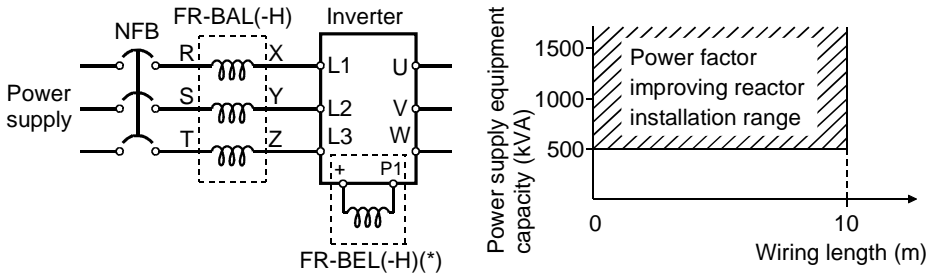 FR-BAL(-H)
Inverter
NFB
R
X
L1
U
Power
supply
S
Y
L2
V
T
Z
L3
W
+
P1
FR-BEL(-H)(*)
Power supply equipment
capacity (kVA)
1500
1000
500
Power factor
improving reactor
installation range
0
10
Wiring length (m)